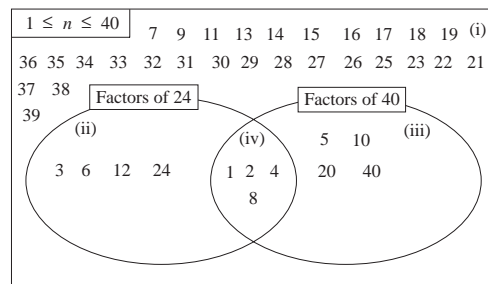 1 ≤ n ≤ 40
7 9 11 13 14 15 16 17 18 19 (i)
36 35 34 33 32 31 30 29 28 27 26 25 23 22 21
37 38
39
Factors of 24
Factors of 40
(ii) (iv) (iii)
5 10
3 6 12 24 1 2 4 20 40
8